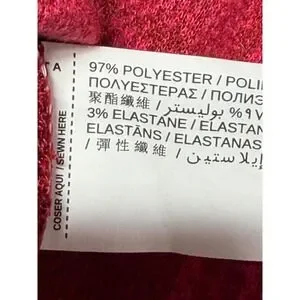 97% POLYESTER / POLI
ΠΟΛΥΕΣΤΕΡΑΣ / ПОЛИЭ
聚酯纖維 / بوليستر %٩٧
3% ELASTANE / ELASTAN
ELASTĀNS / ELASTANAS
/ 彈性纖維 / إيلاستين
COSER AQUI / SEWN HERE